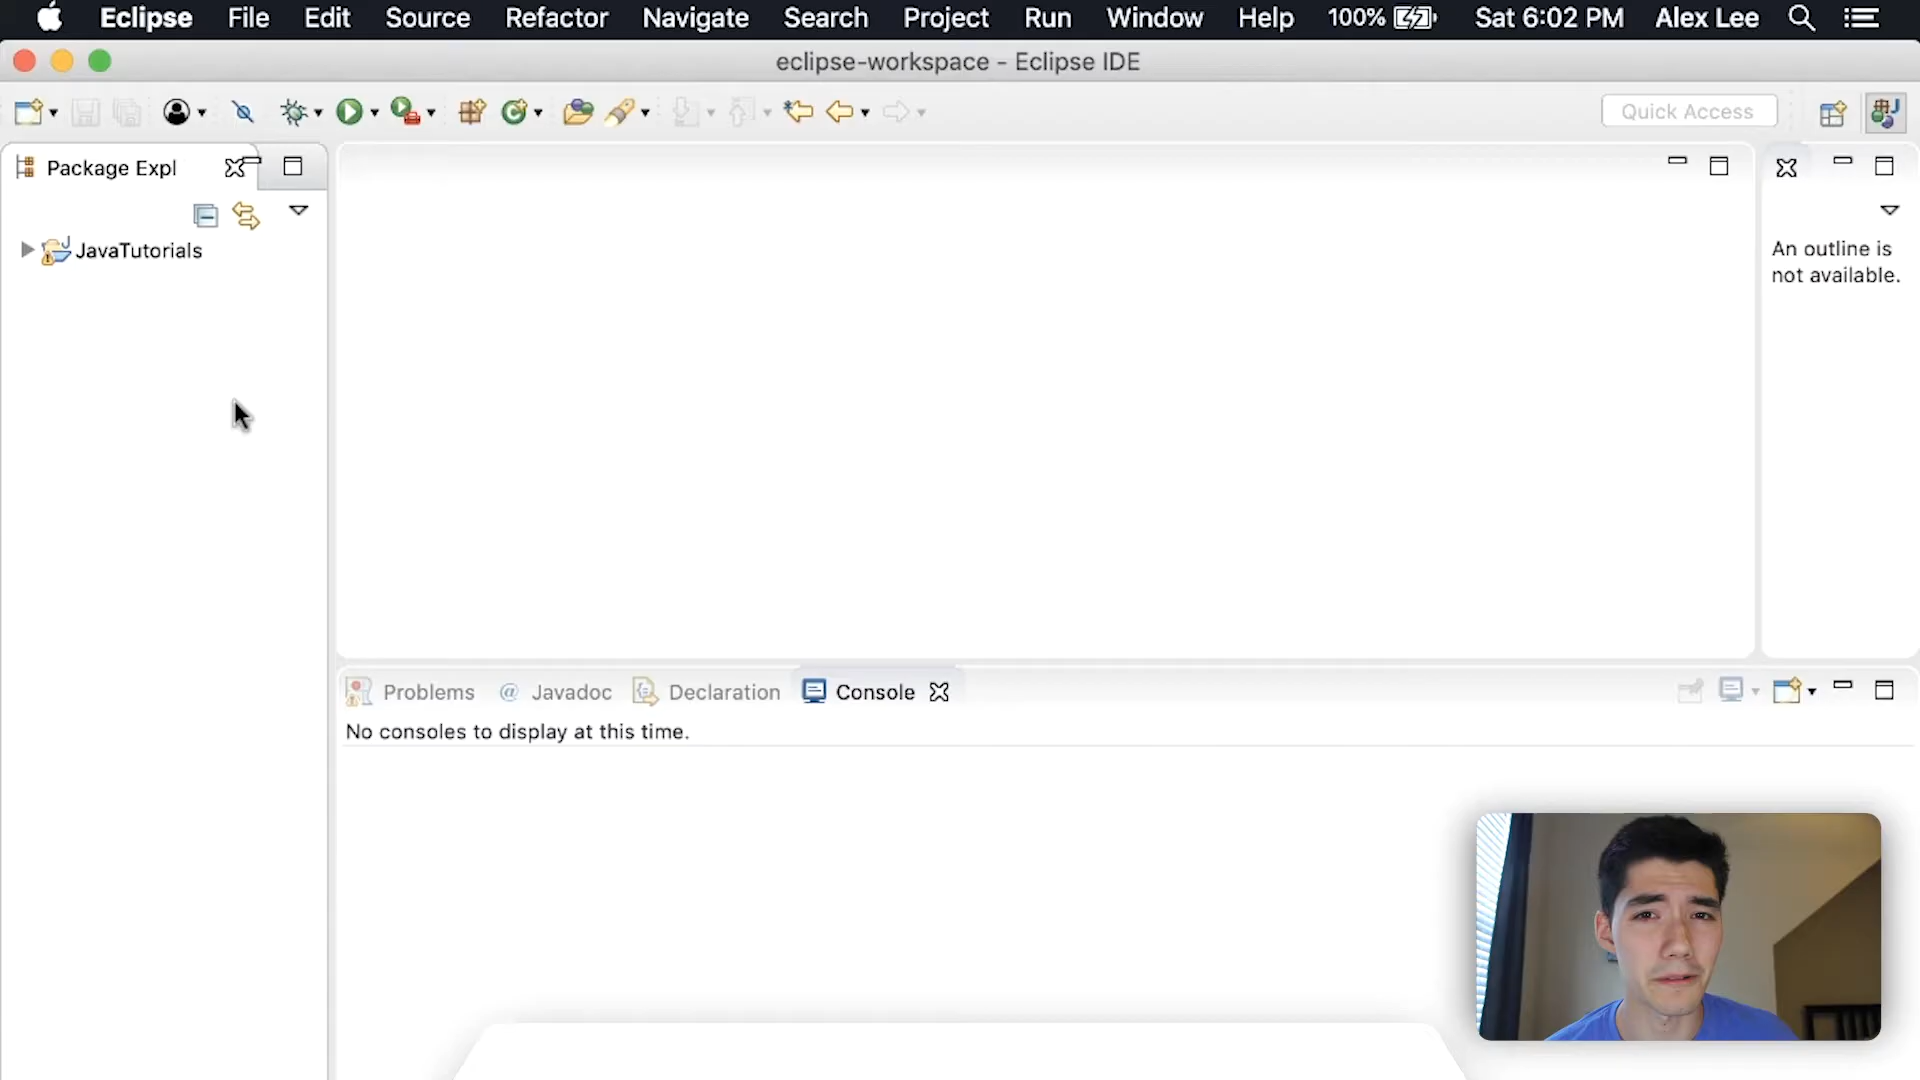 Eclipse File Edit Source Refactor Navigate Search Project Run Window Help 100% Sat 6:02 PM Alex Lee
eclipse-workspace - Eclipse IDE
Quick Access
Package Expl
JavaTutorials
An outline is
not available.
Problems @ Javadoc Declaration Console
No consoles to display at this time.